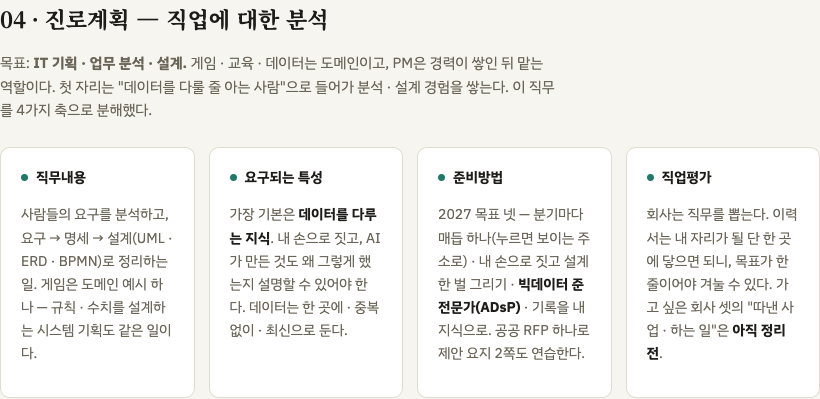 04 · 진로계획 — 직업에 대한 분석
목표: IT 기획 · 업무 분석 · 설계. 게임 · 교육 · 데이터는 도메인이고, PM은 경력이 쌓인 뒤 맡는
역할이다. 첫 자리는 "데이터를 다룰 줄 아는 사람"으로 들어가 분석 · 설계 경험을 쌓는다. 이 직무
를 4가지 축으로 분해했다.
직무내용
사람들의 요구를 분석하고,
요구 → 명세 → 설계(UML ·
ERD · BPMN)로 정리하는
일. 게임은 도메인 예시 하
나 — 규칙 · 수치를 설계하
는 시스템 기획도 같은 일이
다.
요구되는 특성
가장 기본은 데이터를 다루
는 지식. 내 손으로 짓고, AI
가 만든 것도 왜 그렇게 했
는지 설명할 수 있어야 한
다. 데이터는 한 곳에 · 중복
없이 · 최신으로 둔다.
준비방법
2027 목표 넷 — 분기마다
매듭 하나(누르면 보이는 주
소로) · 내 손으로 짓고 설계
한 벌 그리기 · 빅데이터 준
전문가(ADsP) · 기록을 내
지식으로. 공공 RFP 하나로
제안 요지 2쪽도 연습한다.
직업평가
회사는 직무를 뽑는다. 이력
서는 내 자리가 될 단 한 곳
에 닿으면 되니, 목표가 한
줄이어야 겨눌 수 있다. 가
고 싶은 회사 셋의 "따낸 사
업 · 하는 일"은 아직 정리
전.